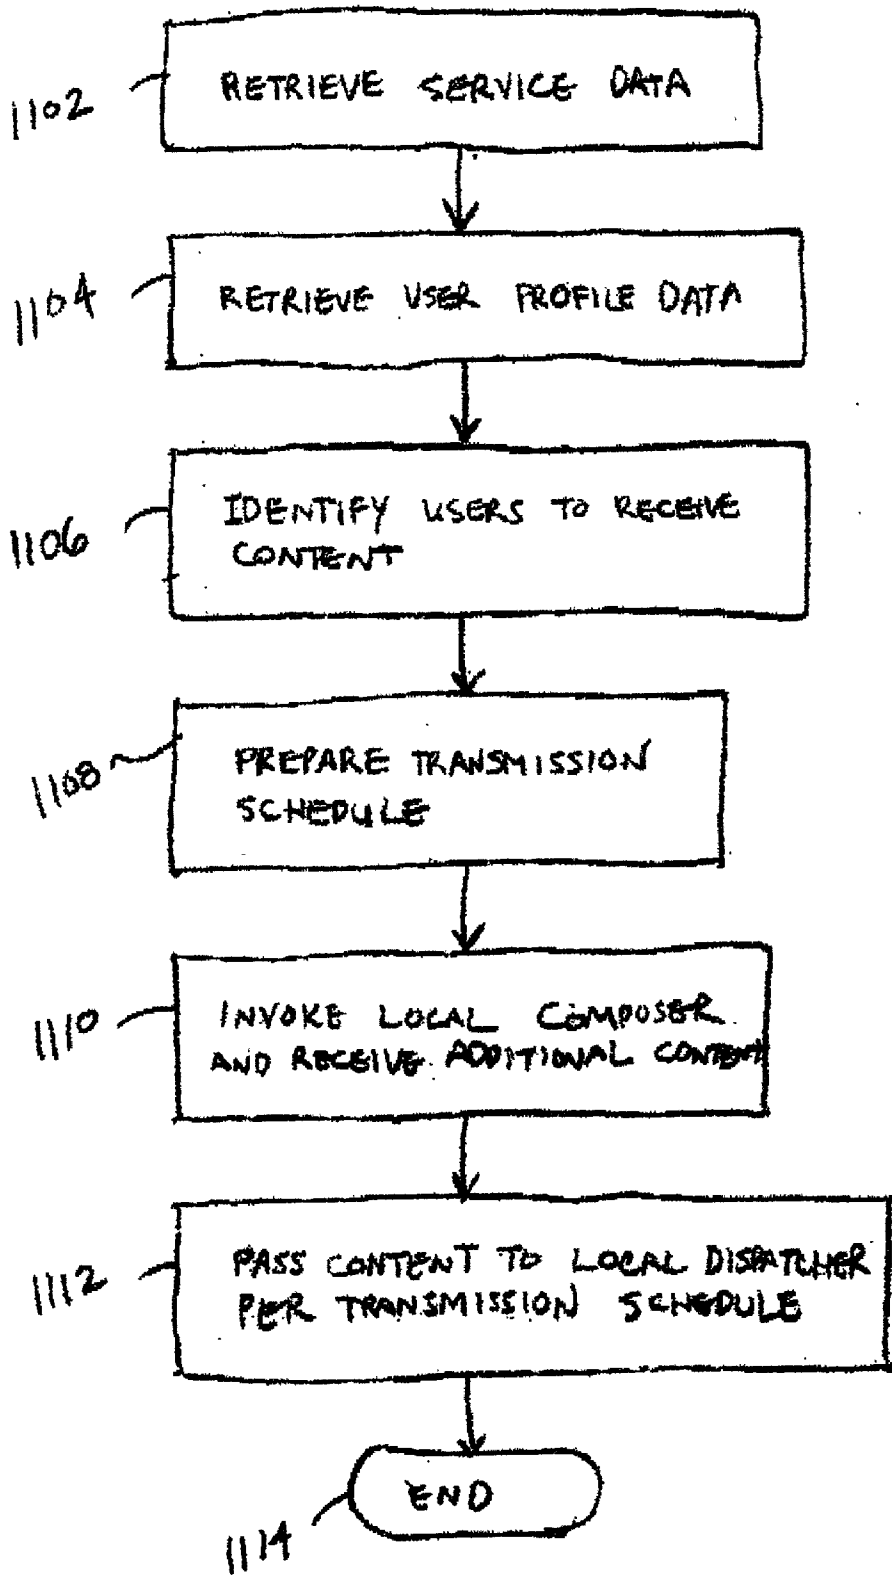 1102
RETRIEVE SERVICE DATA
1104
RETRIEVE USER PROFILE DATA
1106
IDENTIFY USERS TO RECEIVE
CONTENT
1108
PREPARE TRANSMISSION
SCHEDULE
1110
INVOKE LOCAL COMPOSER
AND RECEIVE ADDITIONAL CONTENT
1112
PASS CONTENT TO LOCAL DISPATCHER
PER TRANSMISSION SCHEDULE
END
1114